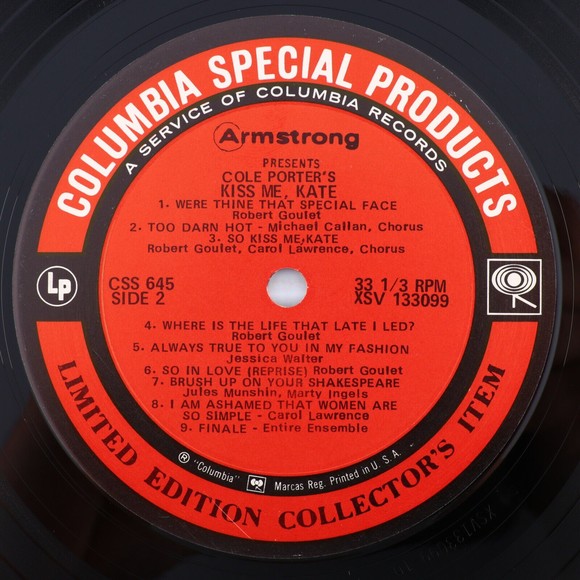 COLUMBIA SPECIAL PRODUCTS
A SERVICE OF COLUMBIA RECORDS
Armstrong
PRESENTS
COLE PORTER'S
KISS ME, KATE
1- WERE THINE THAT SPECIAL FACE
Robert Goulet
2- TOO DARN HOT - Michael Callan, Chorus
3- SO KISS ME, KATE
Robert Goulet, Carol Lawrence, Chorus
LP
CSS 645
SIDE 2
33 1/3 RPM
XSV 133099
4- WHERE IS THE LIFE THAT LATE I LED?
Robert Goulet
5- ALWAYS TRUE TO YOU IN MY FASHION
Jessica Walter
6- SO IN LOVE (REPRISE) Robert Goulet
7- BRUSH UP ON YOUR SHAKESPEARE
Jules Munshin, Marty Ingels
8- I AM ASHAMED THAT WOMEN ARE
SO SIMPLE - Carol Lawrence
9- FINALE - Entire Ensemble
® "Columbia" Marcas Reg. Printed in U. S. A.
LIMITED EDITION COLLECTOR'S ITEM